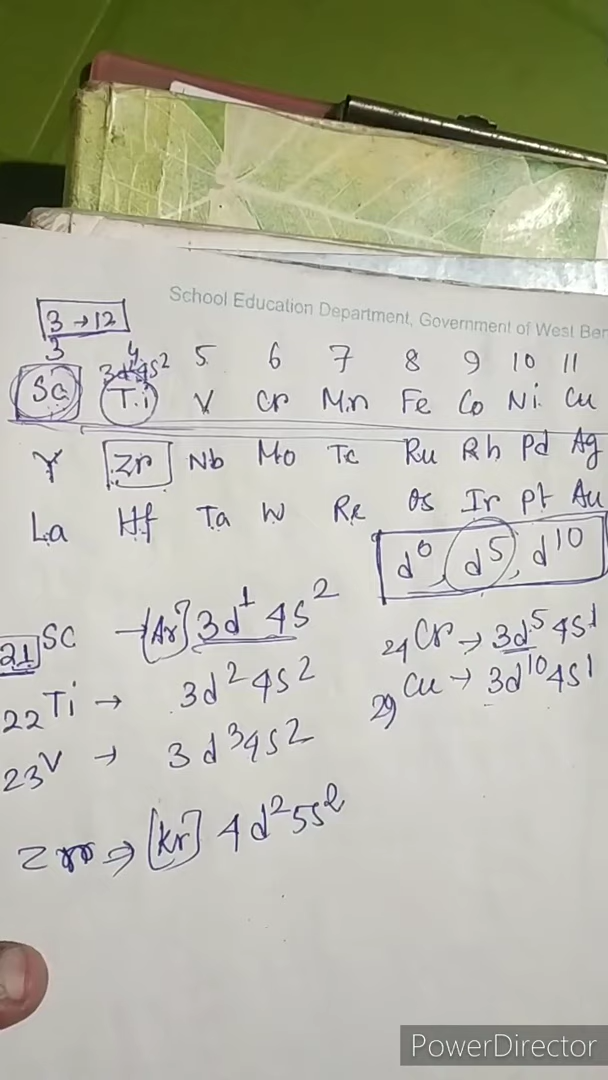 School Education Department, Government of West Ber
3 → 12
3 4 5 6 7 8 9 10 11
3d² 4s²
Sc Ti V Cr Mn Fe Co Ni Cu
Y Zr Nb Mo Tc Ru Rh Pd Ag
La Hf Ta W Re Os Ir Pt Au
d⁰, d⁵, d¹⁰
₂₁Sc → [Ar] 3d¹ 4s²
₂₄Cr → 3d⁵ 4s¹
₂₂Ti → 3d² 4s²
₂₉Cu → 3d¹⁰ 4s¹
₂₃V → 3d³ 4s²
Zr ⇒ [Kr] 4d² 5s²
PowerDirector